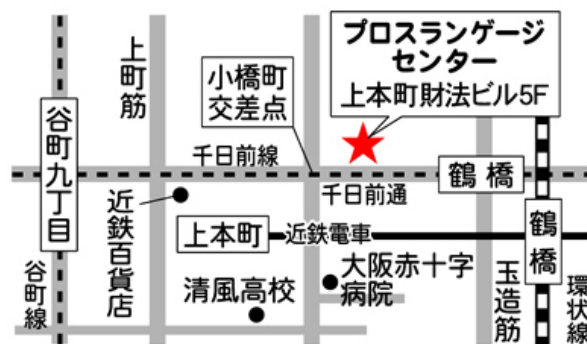 プロスランゲージ
センター
上本町財法ビル5F
上町筋
小橋町
交差点
谷町九丁目
千日前線
千日前通
鶴橋
近鉄百貨店
上本町
近鉄電車
鶴橋
谷町線
清風高校
大阪赤十字
病院
玉造筋
環状線